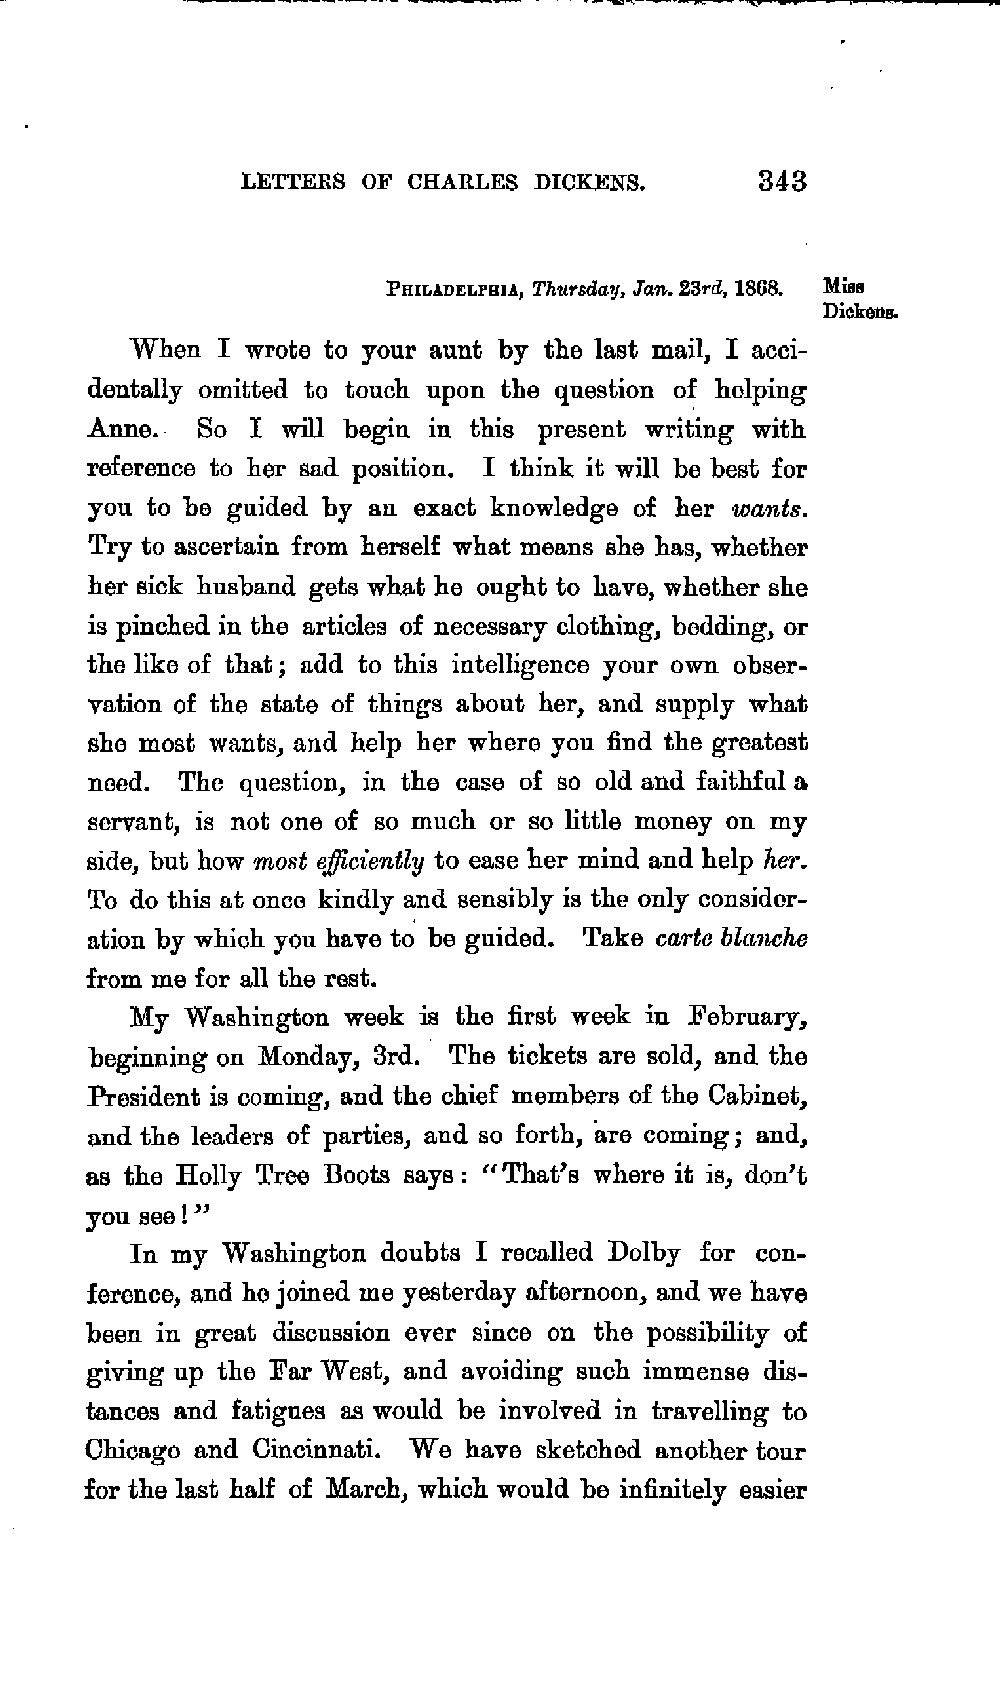 LETTERS OF CHARLES DICKENS. 343
PHILADELPHIA, Thursday, Jan. 23rd, 1868. Miss
Dickens.
When I wrote to your aunt by the last mail, I acci-
dentally omitted to touch upon the question of helping
Anne. So I will begin in this present writing with
reference to her sad position. I think it will be best for
you to be guided by an exact knowledge of her wants.
Try to ascertain from herself what means she has, whether
her sick husband gets what he ought to have, whether she
is pinched in the articles of necessary clothing, bedding, or
the like of that; add to this intelligence your own obser-
vation of the state of things about her, and supply what
she most wants, and help her where you find the greatest
need. The question, in the case of so old and faithful a
servant, is not one of so much or so little money on my
side, but how most efficiently to ease her mind and help her.
To do this at once kindly and sensibly is the only consider-
ation by which you have to be guided. Take carte blanche
from me for all the rest.
My Washington week is the first week in February,
beginning on Monday, 3rd. The tickets are sold, and the
President is coming, and the chief members of the Cabinet,
and the leaders of parties, and so forth, are coming; and,
as the Holly Tree Boots says: "That's where it is, don't
you see!"
In my Washington doubts I recalled Dolby for con-
ference, and he joined me yesterday afternoon, and we have
been in great discussion ever since on the possibility of
giving up the Far West, and avoiding such immense dis-
tances and fatigues as would be involved in travelling to
Chicago and Cincinnati. We have sketched another tour
for the last half of March, which would be infinitely easier